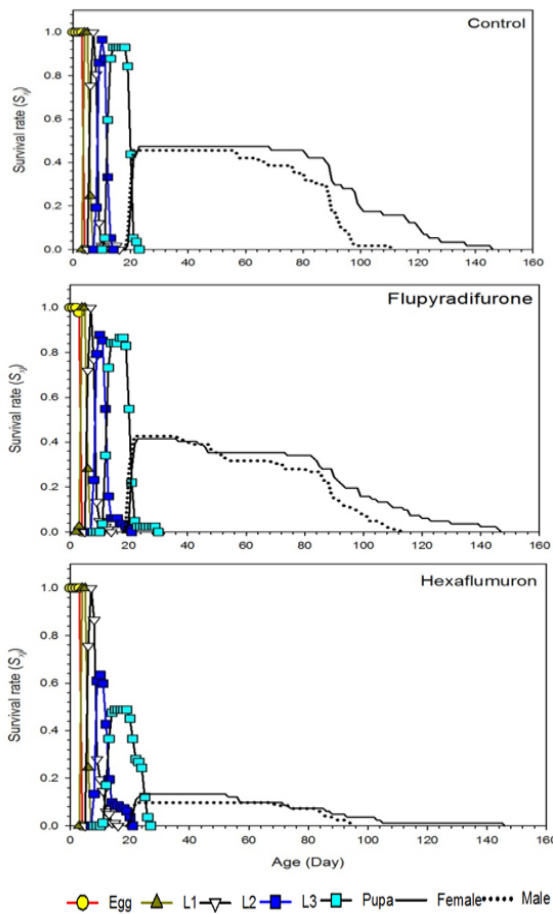 Control
Survival rate (Sxj)
1.0
0.8
0.6
0.4
0.2
0.0
0 20 40 60 80 100 120 140 160
Flupyradifurone
Survival rate (Sxj)
1.0
0.8
0.6
0.4
0.2
0.0
0 20 40 60 80 100 120 140 160
Hexaflumuron
Survival rate (Sxj)
1.0
0.8
0.6
0.4
0.2
0.0
0 20 40 60 80 100 120 140 160
Age (Day)
Egg L1 L2 L3 Pupa Female Male